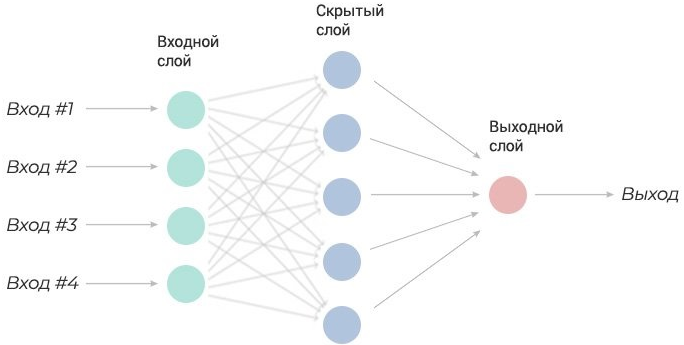 Скрытый
слой
Входной
слой
Вход #1
Вход #2
Вход #3
Вход #4
Выходной
слой
Выход